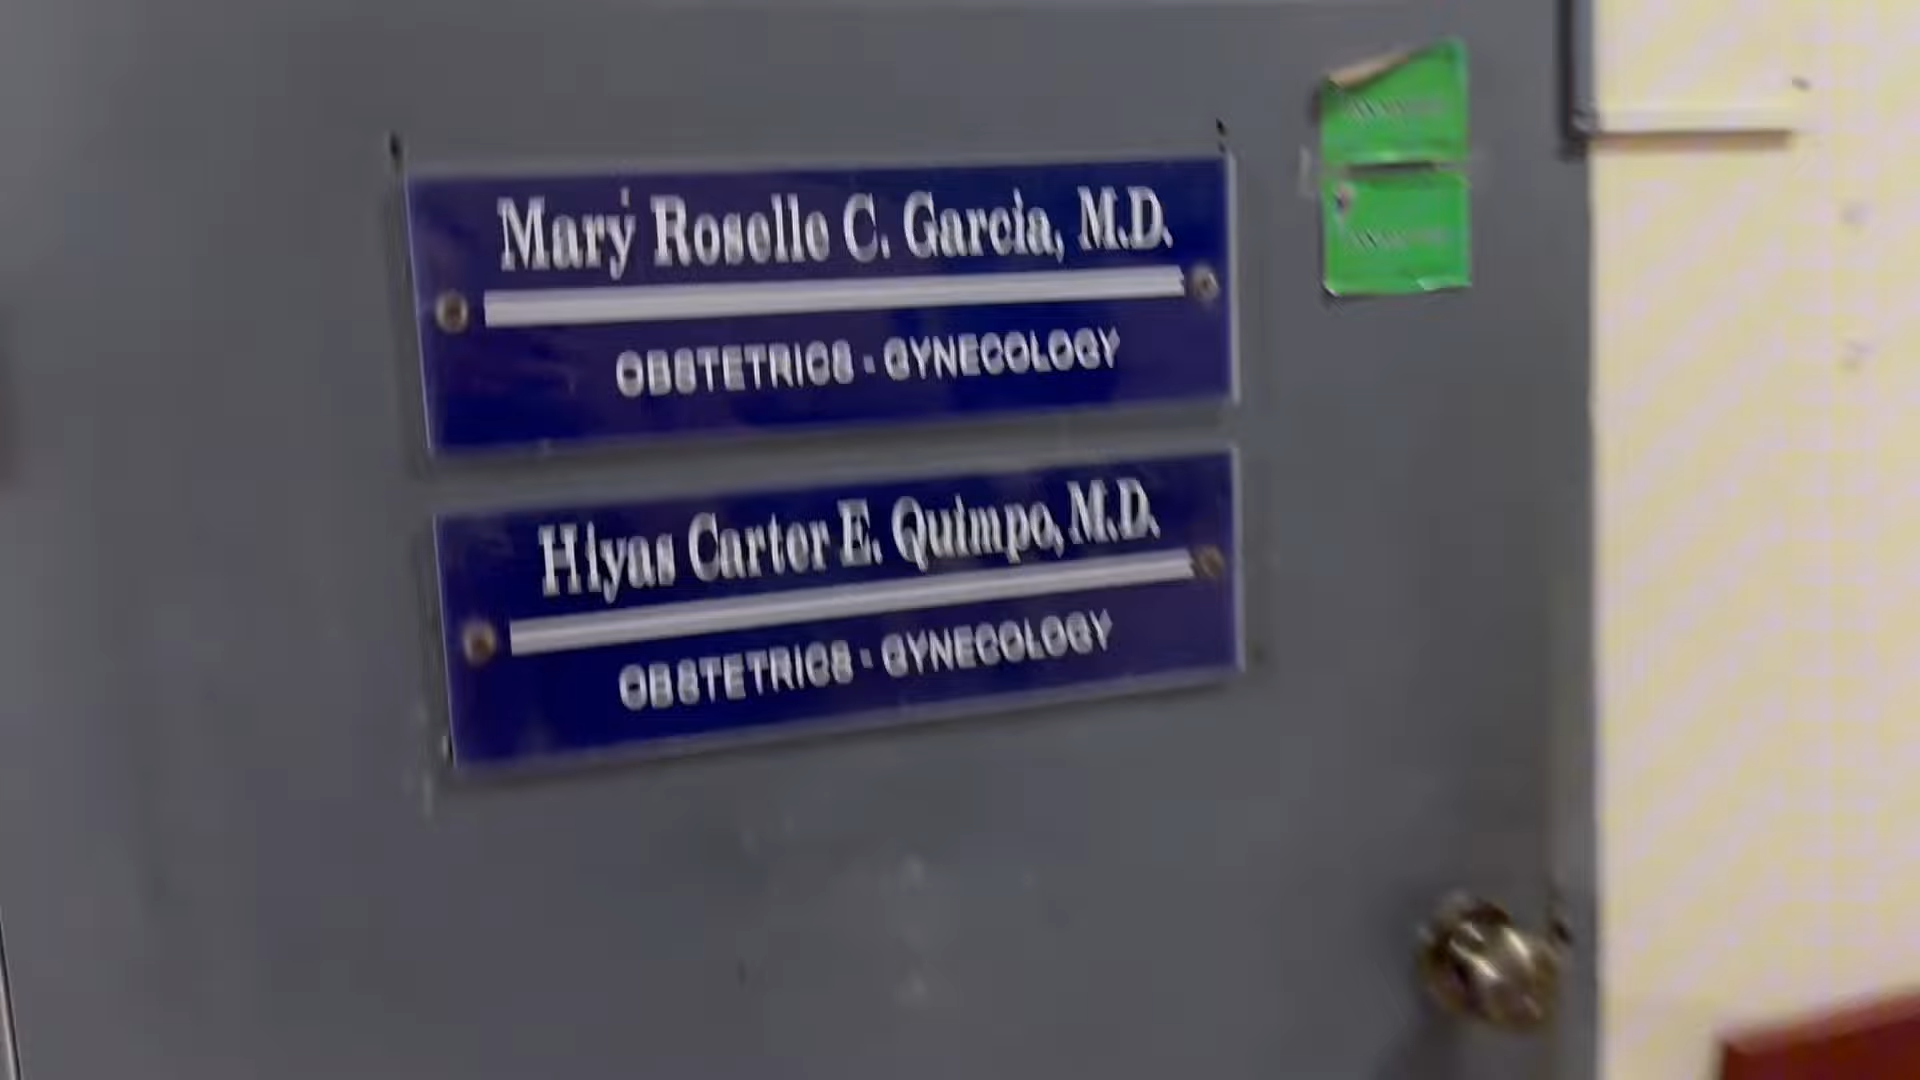 Mary Roselle C. Garcia, M.D.
OBSTETRICS - GYNECOLOGY
Hiyas Carter E. Quimpo, M.D.
OBSTETRICS - GYNECOLOGY